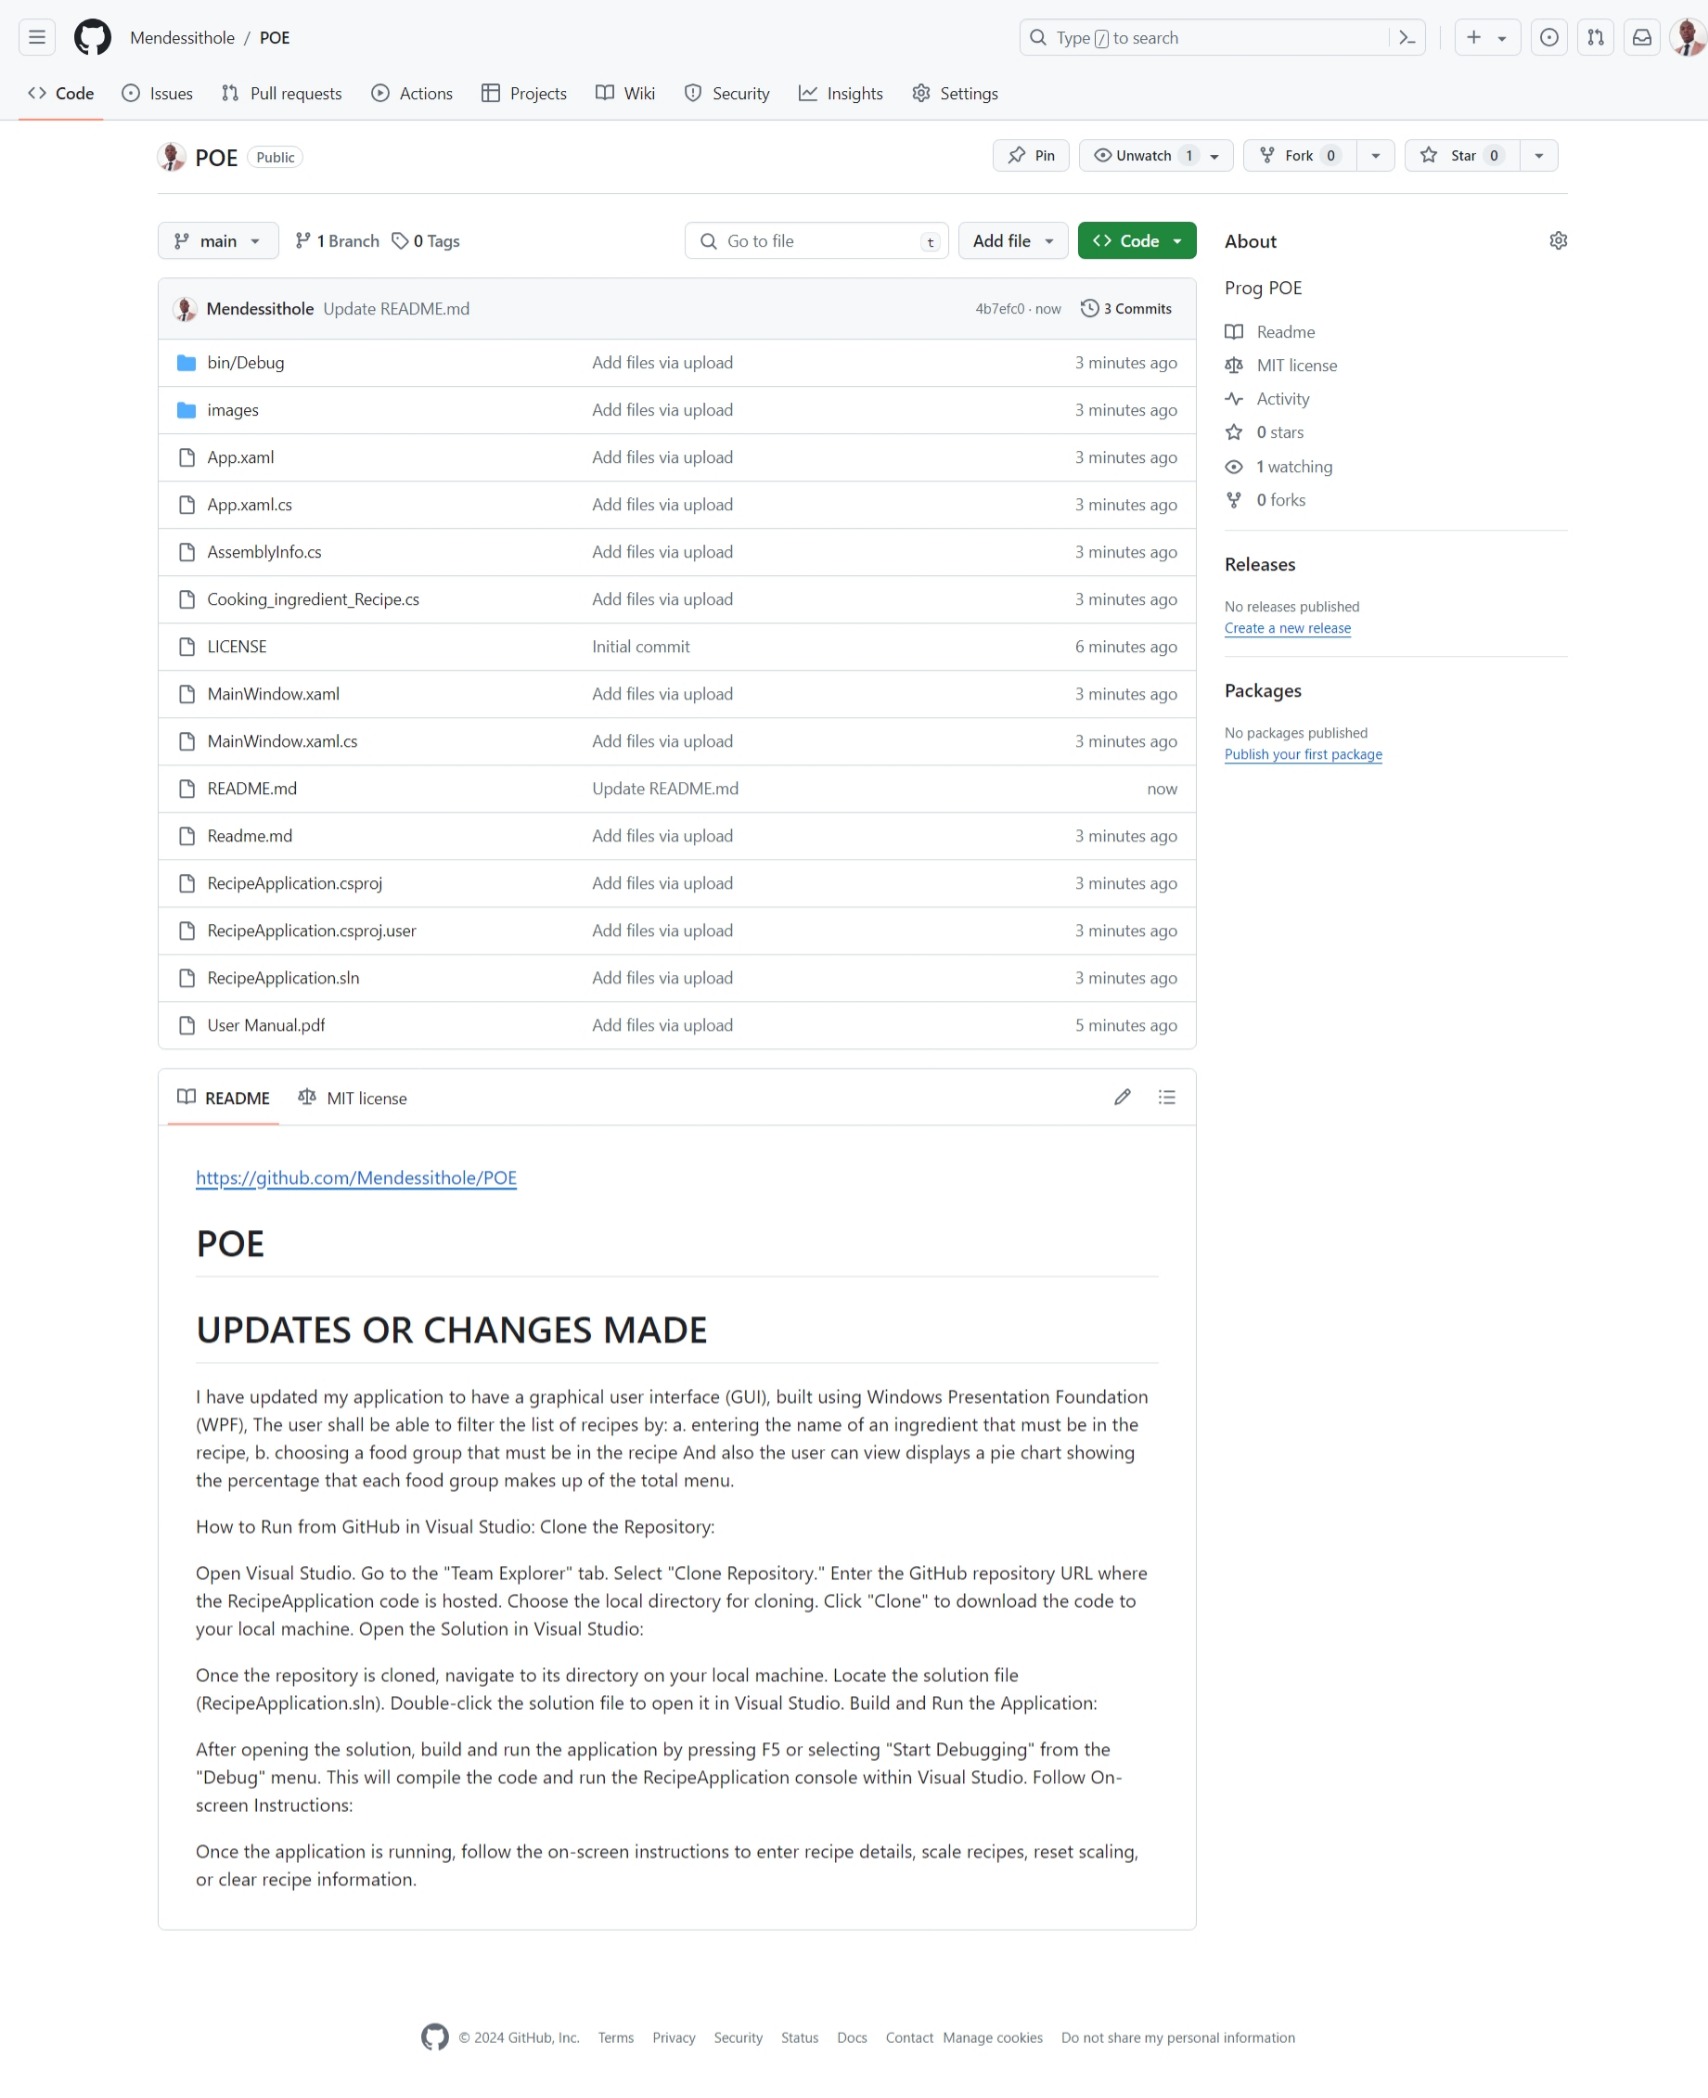 Mendessithole / POE
Type / to search
Code Issues Pull requests Actions Projects Wiki Security Insights Settings
POE Public
Pin Unwatch 1 Fork 0 Star 0
main 1 Branch 0 Tags
Go to file t Add file Code
Mendessithole Update README.md 4b7efc0 · now 3 Commits
bin/Debug Add files via upload 3 minutes ago
images Add files via upload 3 minutes ago
App.xaml Add files via upload 3 minutes ago
App.xaml.cs Add files via upload 3 minutes ago
AssemblyInfo.cs Add files via upload 3 minutes ago
Cooking_ingredient_Recipe.cs Add files via upload 3 minutes ago
LICENSE Initial commit 6 minutes ago
MainWindow.xaml Add files via upload 3 minutes ago
MainWindow.xaml.cs Add files via upload 3 minutes ago
README.md Update README.md now
Readme.md Add files via upload 3 minutes ago
RecipeApplication.csproj Add files via upload 3 minutes ago
RecipeApplication.csproj.user Add files via upload 3 minutes ago
RecipeApplication.sln Add files via upload 3 minutes ago
User Manual.pdf Add files via upload 5 minutes ago
About
Prog POE
Readme
MIT license
Activity
0 stars
1 watching
0 forks
Releases
No releases published
Create a new release
Packages
No packages published
Publish your first package
README MIT license
https://github.com/Mendessithole/POE
POE
UPDATES OR CHANGES MADE
I have updated my application to have a graphical user interface (GUI), built using Windows Presentation Foundation
(WPF), The user shall be able to filter the list of recipes by: a. entering the name of an ingredient that must be in the
recipe, b. choosing a food group that must be in the recipe And also the user can view displays a pie chart showing
the percentage that each food group makes up of the total menu.
How to Run from GitHub in Visual Studio: Clone the Repository:
Open Visual Studio. Go to the "Team Explorer" tab. Select "Clone Repository." Enter the GitHub repository URL where
the RecipeApplication code is hosted. Choose the local directory for cloning. Click "Clone" to download the code to
your local machine. Open the Solution in Visual Studio:
Once the repository is cloned, navigate to its directory on your local machine. Locate the solution file
(RecipeApplication.sln). Double-click the solution file to open it in Visual Studio. Build and Run the Application:
After opening the solution, build and run the application by pressing F5 or selecting "Start Debugging" from the
"Debug" menu. This will compile the code and run the RecipeApplication console within Visual Studio. Follow On-
screen Instructions:
Once the application is running, follow the on-screen instructions to enter recipe details, scale recipes, reset scaling,
or clear recipe information.
© 2024 GitHub, Inc. Terms Privacy Security Status Docs Contact Manage cookies Do not share my personal information